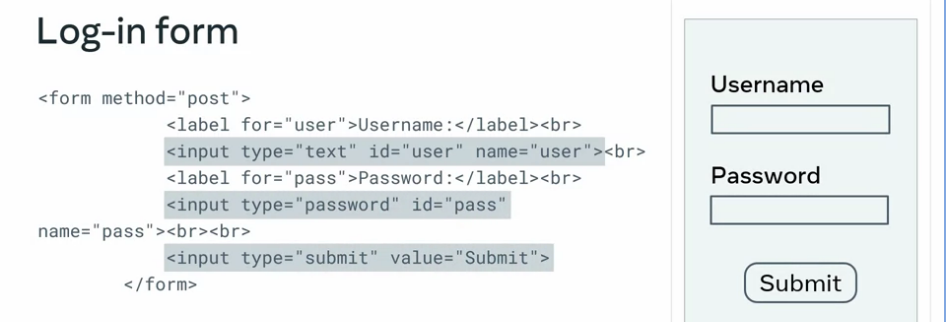 Log-in form
<form method="post">
<label for="user">Username:</label><br>
<input type="text" id="user" name="user"><br>
<label for="pass">Password:</label><br>
<input type="password" id="pass"
name="pass"><br><br>
<input type="submit" value="Submit">
</form>
Username
Password
Submit